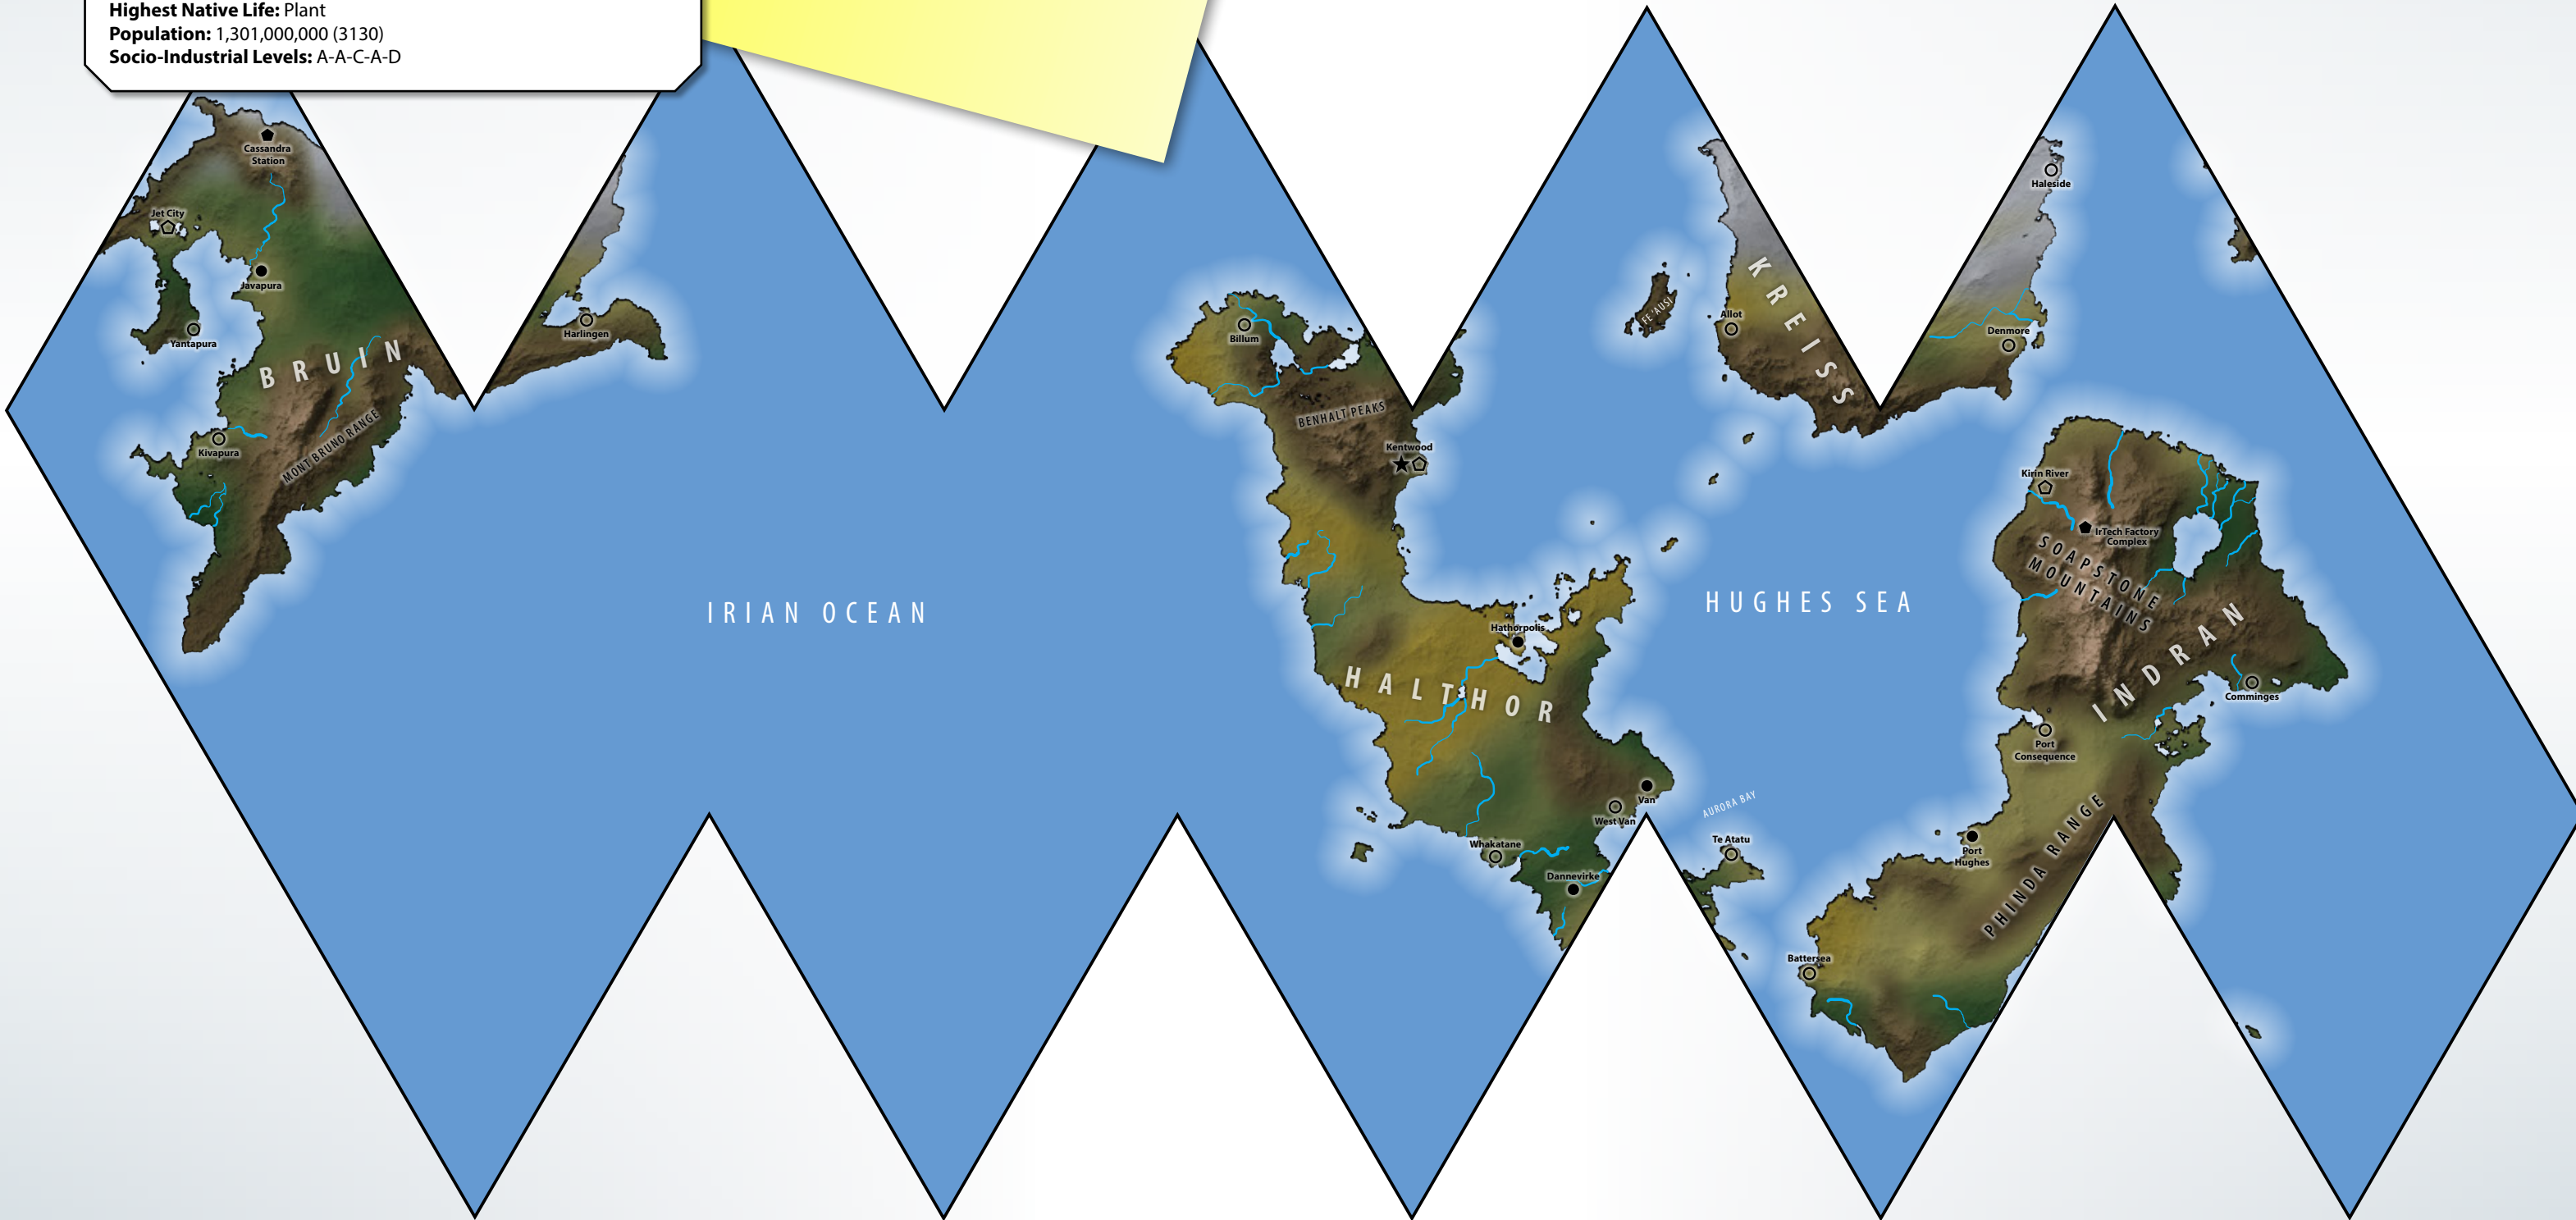 Highest Native Life: Plant
Population: 1,301,000,000 (3130)
Socio-Industrial Levels: A-A-C-A-D
Cassandra
Station
Jet City
Javapura
Yantapura
BRUIN
MONT BRUNO RANGE
Kivapura
Harlingen
IRIAN OCEAN
Billum
BENHALT PEAKS
Kentwood
Hathorpolis
HALTHOR
Van
West Van
Whakatane
Dannevirke
FE'AUSI
Allot
KREISS
Haleside
Denmore
HUGHES SEA
AURORA BAY
Te Atatu
Kirin River
IrTech Factory
Complex
SOAPSTONE
MOUNTAINS
INDRAN
Comminges
Port
Consequence
Port
Hughes
PHINDA RANGE
Battersea